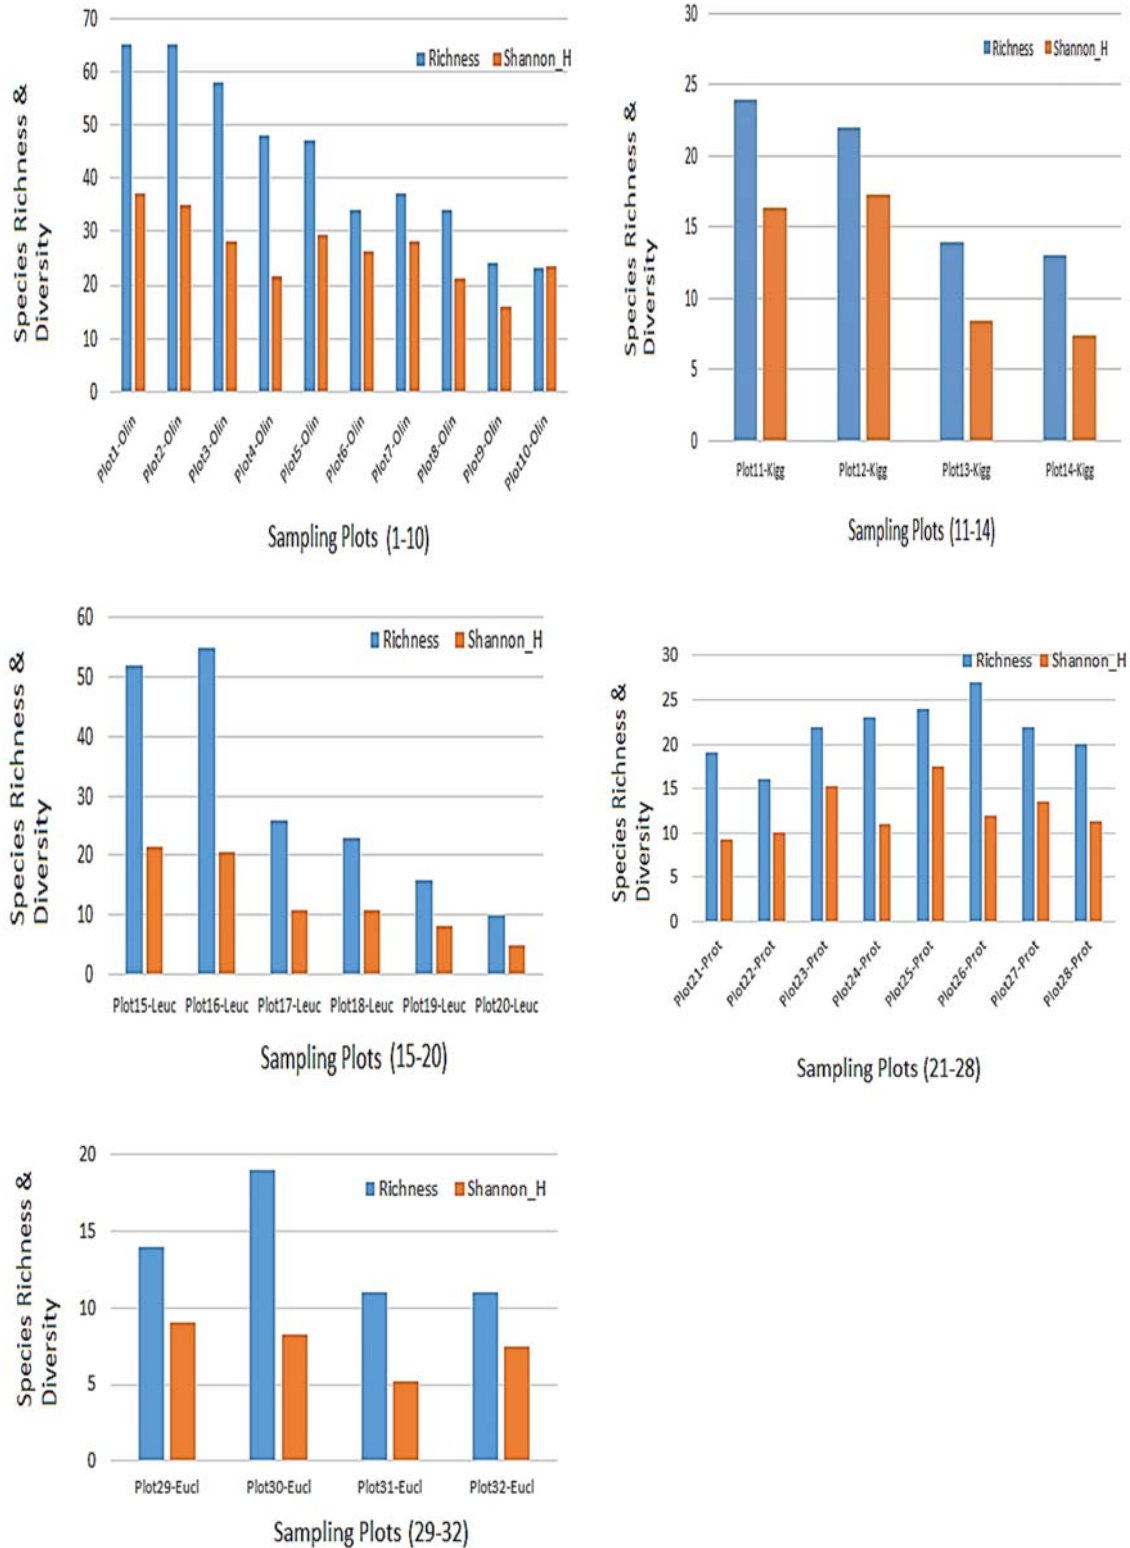 70
60
50
40
30
20
10
0
Species Richness &
Diversity
Richness Shannon_H
Plot1-Olin
Plot2-Olin
Plot3-Olin
Plot4-Olin
Plot5-Olin
Plot6-Olin
Plot7-Olin
Plot8-Olin
Plot9-Olin
Plot10-Olin
Sampling Plots (1-10)
30
25
20
15
10
5
0
Species Richness &
Diversity
Richness Shannon_H
Plot11-Kigg Plot12-Kigg Plot13-Kigg Plot14-Kigg
Sampling Plots (11-14)
60
50
40
30
20
10
0
Species Richness &
Diversity
Richness Shannon_H
Plot15-Leuc Plot16-Leuc Plot17-Leuc Plot18-Leuc Plot19-Leuc Plot20-Leuc
Sampling Plots (15-20)
30
25
20
15
10
5
0
Species Richness &
Diversity
Richness Shannon_H
Plot21-Prot
Plot22-Prot
Plot23-Prot
Plot24-Prot
Plot25-Prot
Plot26-Prot
Plot27-Prot
Plot28-Prot
Sampling Plots (21-28)
20
15
10
5
0
Species Richness &
Diversity
Richness Shannon_H
Plot29-Eucl Plot30-Eucl Plot31-Eucl Plot32-Eucl
Sampling Plots (29-32)